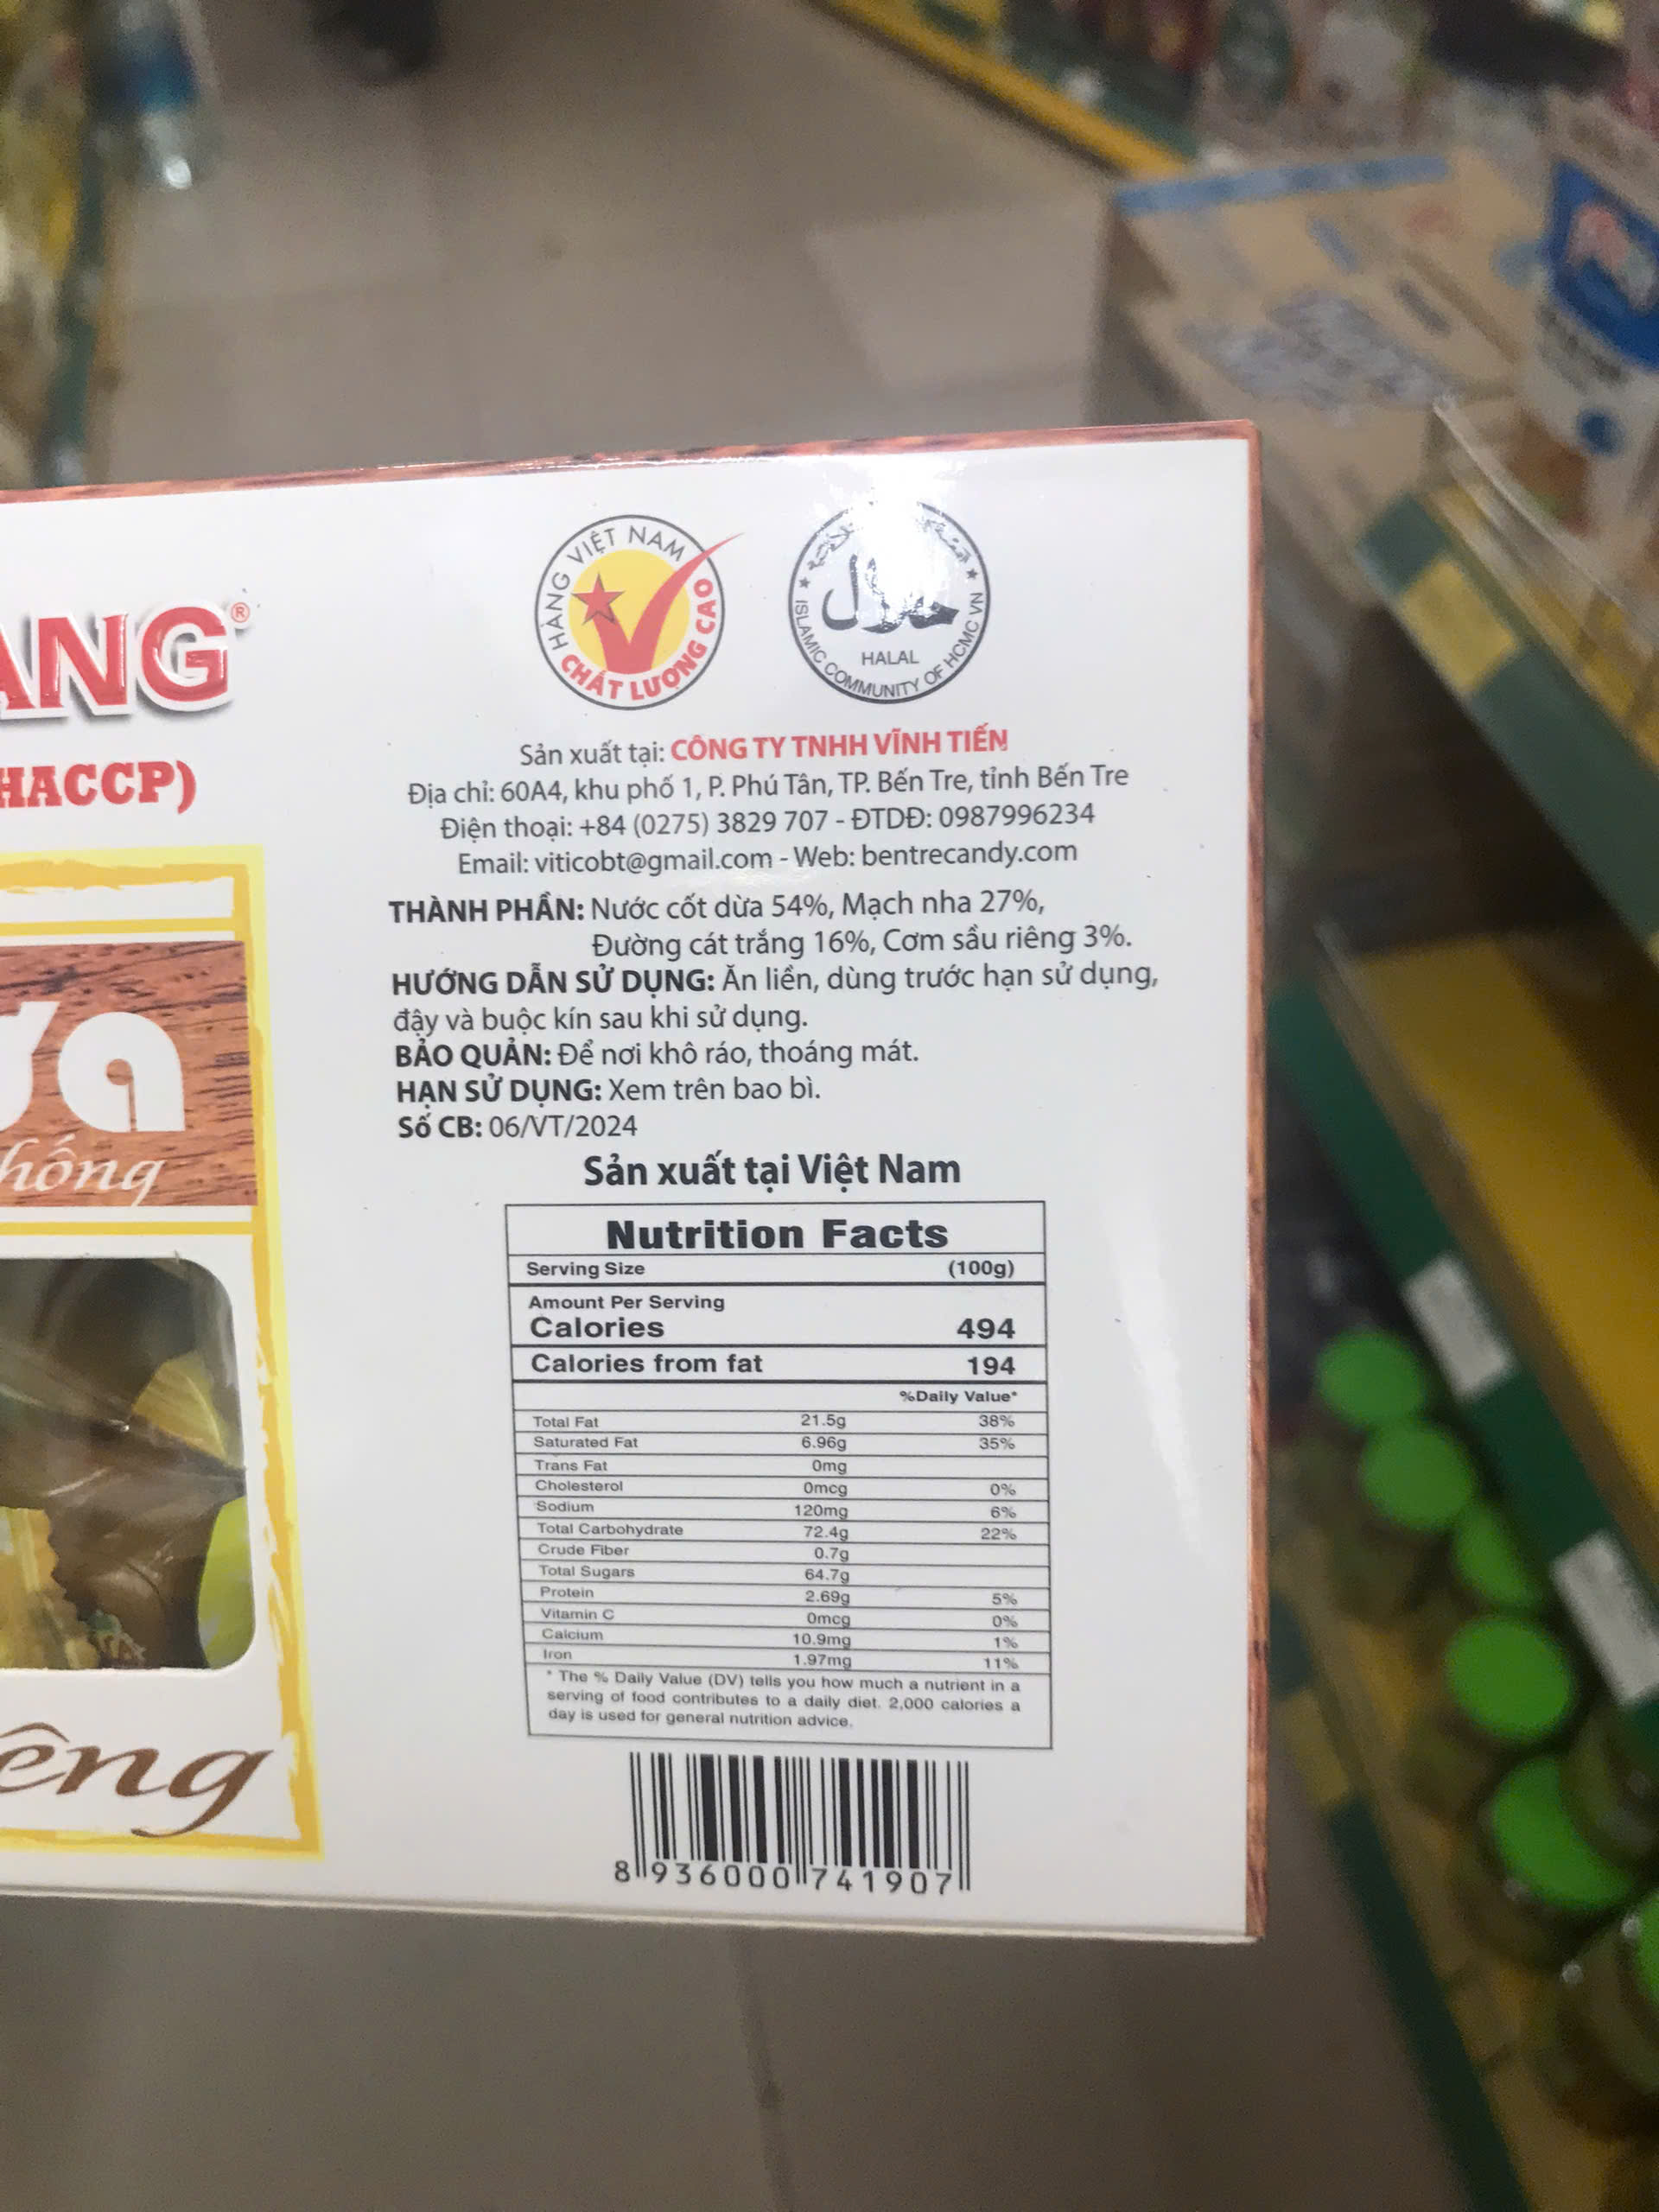 ANG®
HACCP)
ưa
hống
êng
HÀNG VIỆT NAM
CHẤT LƯỢNG CAO
HALAL
ISLAMIC COMMUNITY OF HCMC VN
Sản xuất tại: CÔNG TY TNHH VĨNH TIẾN
Địa chỉ: 60A4, khu phố 1, P. Phú Tân, TP. Bến Tre, tỉnh Bến Tre
Điện thoại: +84 (0275) 3829 707 - ĐTDĐ: 0987996234
Email: viticobt@gmail.com - Web: bentrecandy.com
THÀNH PHẦN: Nước cốt dừa 54%, Mạch nha 27%,
Đường cát trắng 16%, Cơm sầu riêng 3%.
HƯỚNG DẪN SỬ DỤNG: Ăn liền, dùng trước hạn sử dụng,
đậy và buộc kín sau khi sử dụng.
BẢO QUẢN: Để nơi khô ráo, thoáng mát.
HẠN SỬ DỤNG: Xem trên bao bì.
Số CB: 06/VT/2024
Sản xuất tại Việt Nam
Nutrition Facts
Serving Size (100g)
Amount Per Serving
Calories 494
Calories from fat 194
%Daily Value*
Total Fat 21.5g 38%
Saturated Fat 6.96g 35%
Trans Fat 0mg
Cholesterol 0mcg 0%
Sodium 120mg 6%
Total Carbohydrate 72.4g 22%
Crude Fiber 0.7g
Total Sugars 64.7g
Protein 2.69g 5%
Vitamin C 0mcg 0%
Calcium 10.9mg 1%
Iron 1.97mg 11%
* The % Daily Value (DV) tells you how much a nutrient in a
serving of food contributes to a daily diet. 2,000 calories a
day is used for general nutrition advice.
8 936000 741907